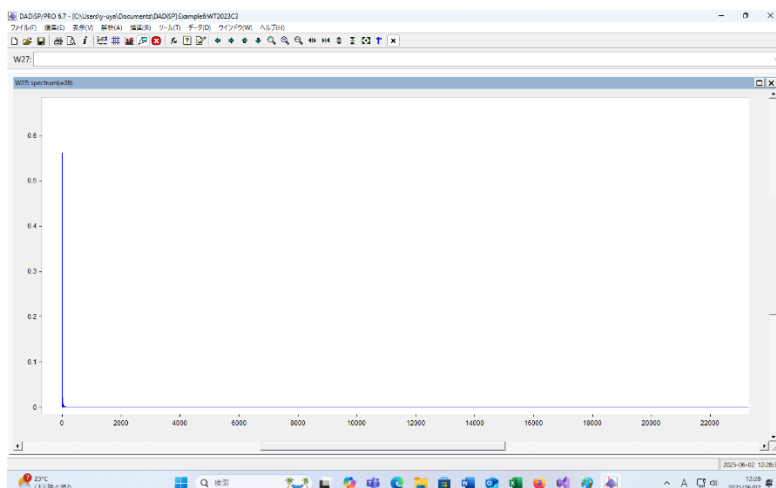 DADiSP/PRO 6.7 - [C:\Users\y-uya\Documents\DADiSP\Example6\WT2023C3]
ファイル(F) 編集(E) 表示(V) 解析(A) 描画(R) ツール(T) データ(D) ウインドウ(W) ヘルプ(H)
W27:
W27: spectrum(w28)
0.6
0.5
0.4
0.3
0.2
0.1
0
0 2000 4000 6000 8000 10000 12000 14000 16000 18000 20000 22000
2025-06-02 12:28
23°C
検索
A
12:28